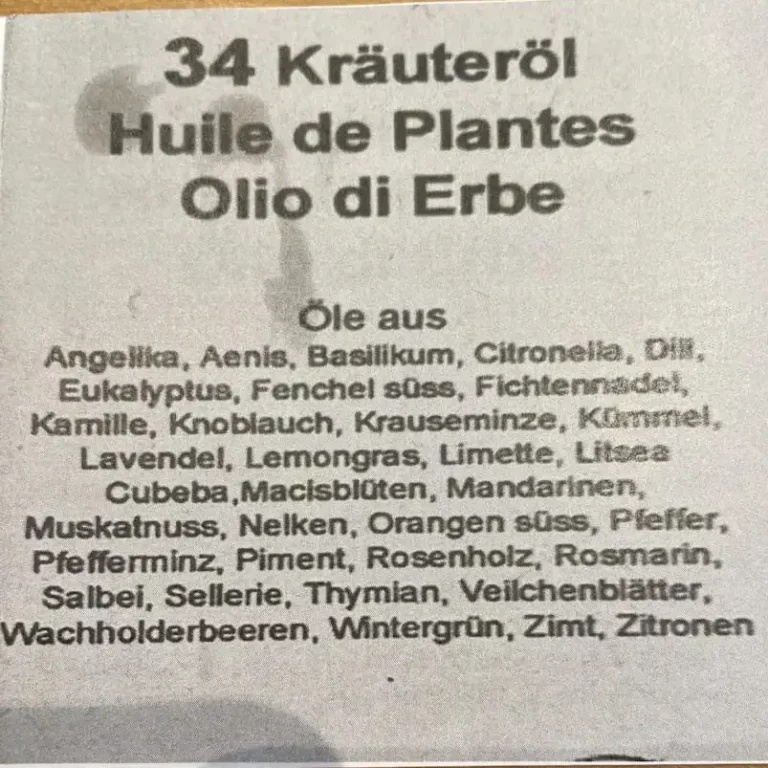 34 Kräuteröl
Huile de Plantes
Olio di Erbe
Öle aus
Angelika, Aenis, Basilikum, Citronella, Dill,
Eukalyptus, Fenchel süss, Fichtennadel,
Kamille, Knoblauch, Krauseminze, Kümmel,
Lavendel, Lemongras, Limette, Litsea
Cubeba,Macisblüten, Mandarinen,
Muskatnuss, Nelken, Orangen süss, Pfeffer,
Pfefferminz, Piment, Rosenholz, Rosmarin,
Salbei, Sellerie, Thymian, Veilchenblätter,
Wachholderbeeren, Wintergrün, Zimt, Zitronen